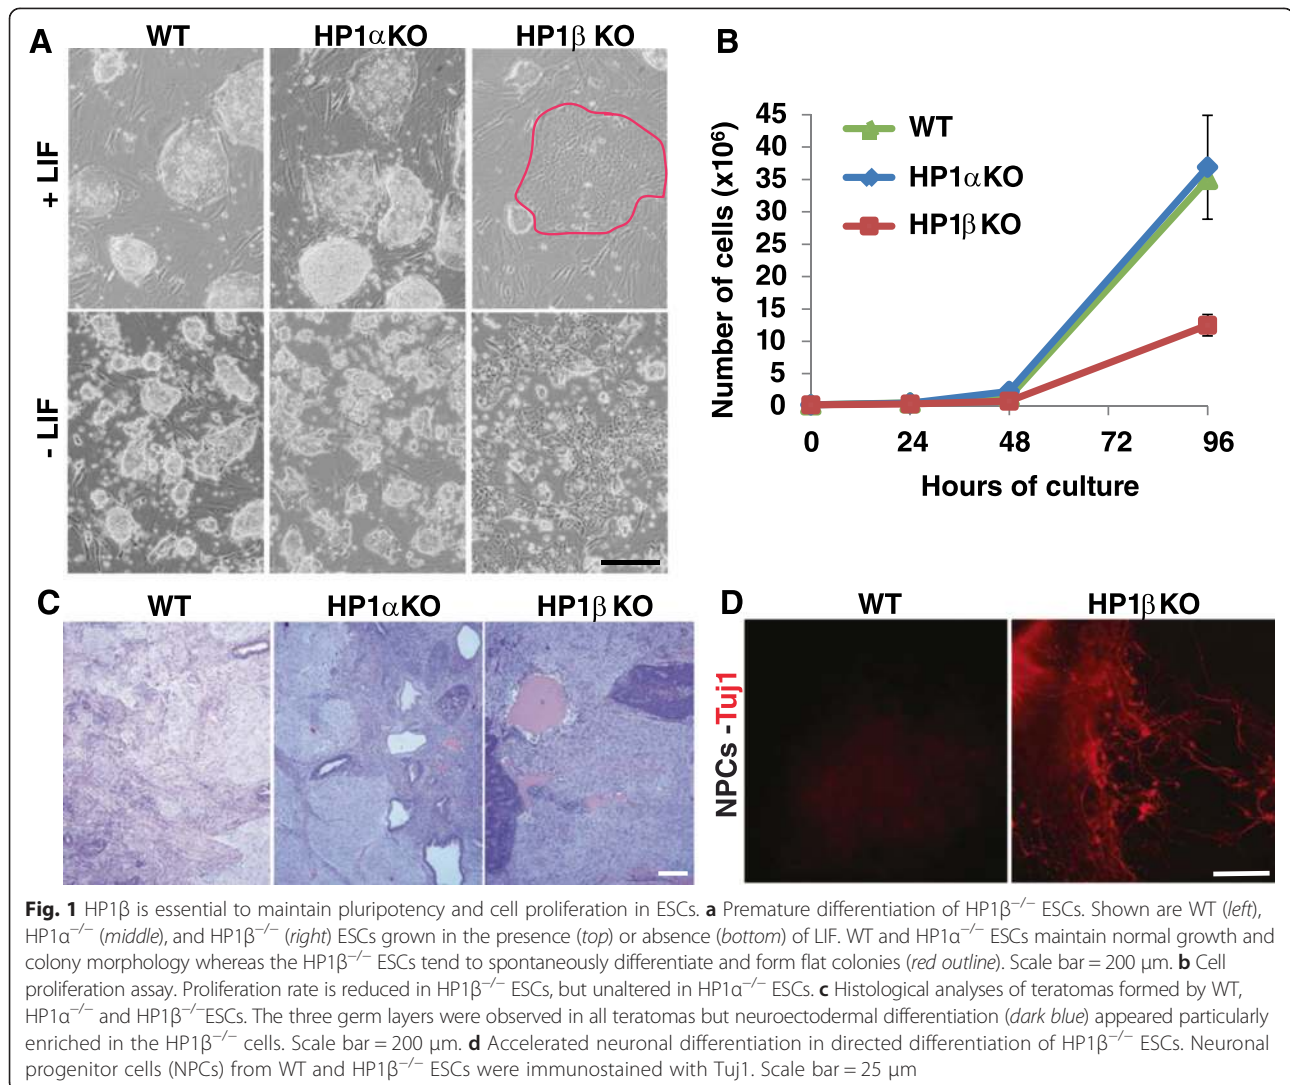 A
WT
HP1αKO
HP1β KO
+ LIF
- LIF
B
Number of cells (x10⁶)
45
40
35
30
25
20
15
10
5
0
WT
HP1αKO
HP1βKO
0
24
48
72
96
Hours of culture
C
WT
HP1αKO
HP1β KO
D
WT
HP1βKO
NPCs -Tuj1
Fig. 1 HP1β is essential to maintain pluripotency and cell proliferation in ESCs. a Premature differentiation of HP1β⁻/⁻ ESCs. Shown are WT (left),
HP1α⁻/⁻ (middle), and HP1β⁻/⁻ (right) ESCs grown in the presence (top) or absence (bottom) of LIF. WT and HP1α⁻/⁻ ESCs maintain normal growth and
colony morphology whereas the HP1β⁻/⁻ ESCs tend to spontaneously differentiate and form flat colonies (red outline). Scale bar = 200 μm. b Cell
proliferation assay. Proliferation rate is reduced in HP1β⁻/⁻ ESCs, but unaltered in HP1α⁻/⁻ ESCs. c Histological analyses of teratomas formed by WT,
HP1α⁻/⁻ and HP1β⁻/⁻ESCs. The three germ layers were observed in all teratomas but neuroectodermal differentiation (dark blue) appeared particularly
enriched in the HP1β⁻/⁻ cells. Scale bar = 200 μm. d Accelerated neuronal differentiation in directed differentiation of HP1β⁻/⁻ ESCs. Neuronal
progenitor cells (NPCs) from WT and HP1β⁻/⁻ ESCs were immunostained with Tuj1. Scale bar = 25 μm